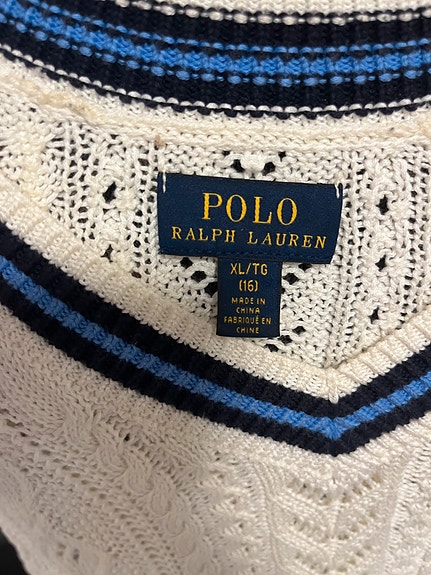 POLO
RALPH LAUREN
XL/TG
(16)
MADE IN
CHINA
FABRIQUÉ EN
CHINE